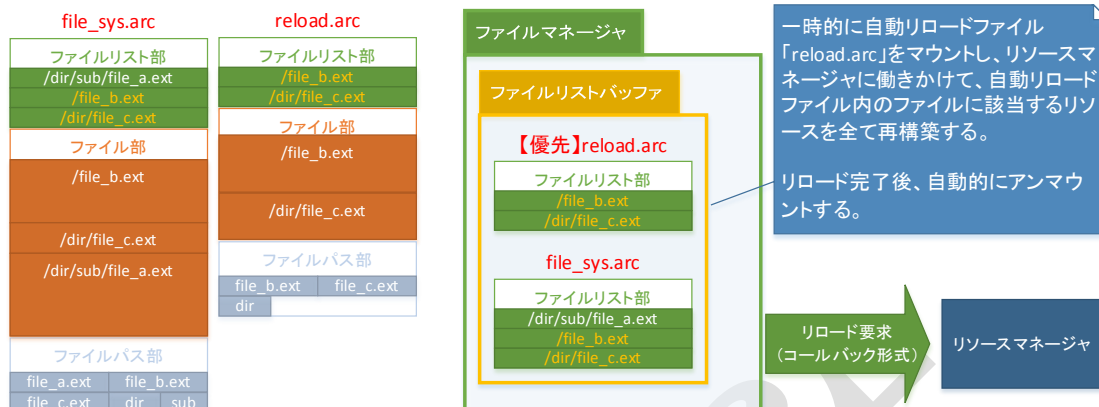 file_sys.arc
ファイルリスト部
/dir/sub/file_a.ext
/file_b.ext
/dir/file_c.ext
ファイル部
/file_b.ext
/dir/file_c.ext
/dir/sub/file_a.ext
ファイルパス部
file_a.ext file_b.ext
file_c.ext dir sub
reload.arc
ファイルリスト部
/file_b.ext
/dir/file_c.ext
ファイル部
/file_b.ext
/dir/file_c.ext
ファイルパス部
file_b.ext file_c.ext
dir
ファイルマネージャ
ファイルリストバッファ
【優先】reload.arc
ファイルリスト部
/file_b.ext
/dir/file_c.ext
file_sys.arc
ファイルリスト部
/dir/sub/file_a.ext
/file_b.ext
/dir/file_c.ext
一時的に自動リロードファイル
「reload.arc」をマウントし、リソースマ
ネージャに働きかけて、自動リロード
ファイル内のファイルに該当するリソ
ースを全て再構築する。
リロード完了後、自動的にアンマウ
ントする。
リロード要求
（コールバック形式）
リソースマネージャ